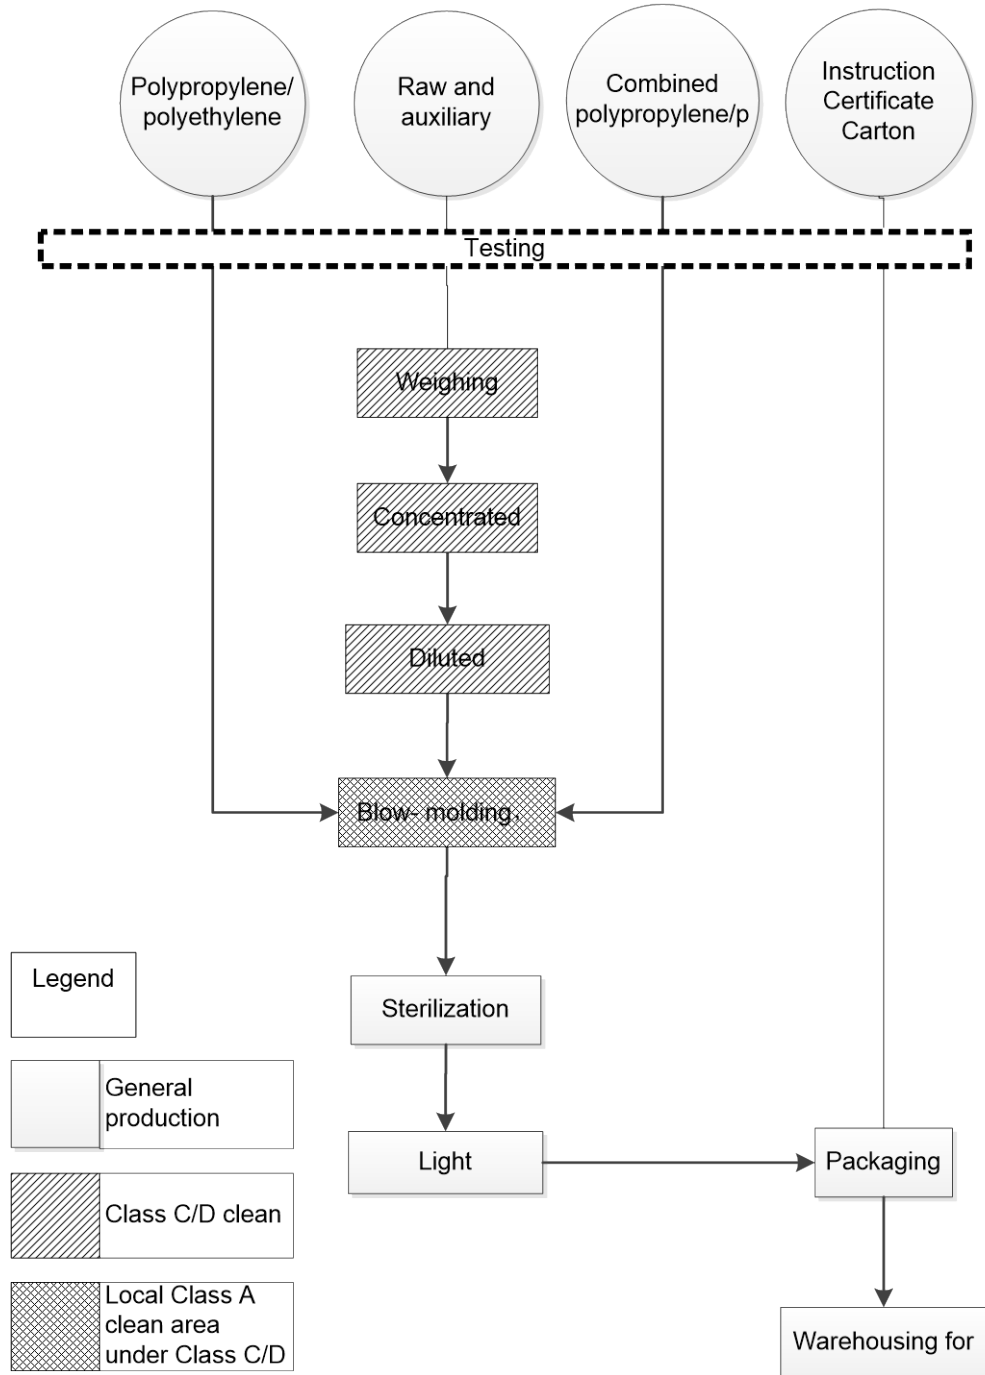 Polypropylene/
polyethylene
Raw and
auxiliary
Combined
polypropylene/p
Instruction
Certificate
Carton
Testing
Weighing
Concentrated
Diluted
Blow- molding,
Sterilization
Light
Packaging
Warehousing for
Legend
General
production
Class C/D clean
Local Class A
clean area
under Class C/D